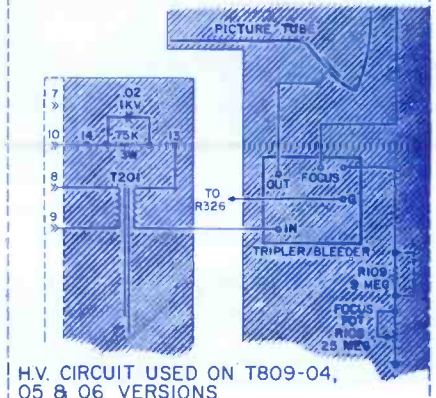 PICTURE TUBE
7
.02
1KV
10
14
.75K
13
3W
8
T201
9
TO
R326
OUT
FOCUS
G
IN
TRIPLER/BLEEDER
R109
9 MEG
FOCUS
POT
25 MEG
H.V. CIRCUIT USED ON T809-04,
05 & 06 VERSIONS